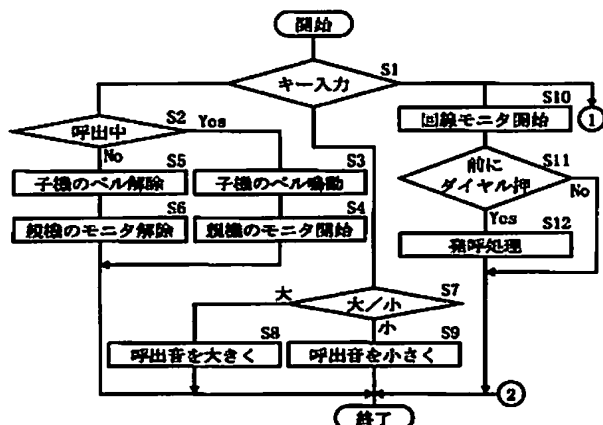 開始
S1
キー入力
S2
呼出中
Yes
No
S5
子機のベル解除
S3
子機のベル鳴動
S6
親機のモニタ解除
S4
親機のモニタ開始
S10
回線モニタ開始
①
S11
前に
ダイヤル押
No
Yes
S12
発呼処理
S7
大/小
大
小
S8
呼出音を大きく
S9
呼出音を小さく
②
終了